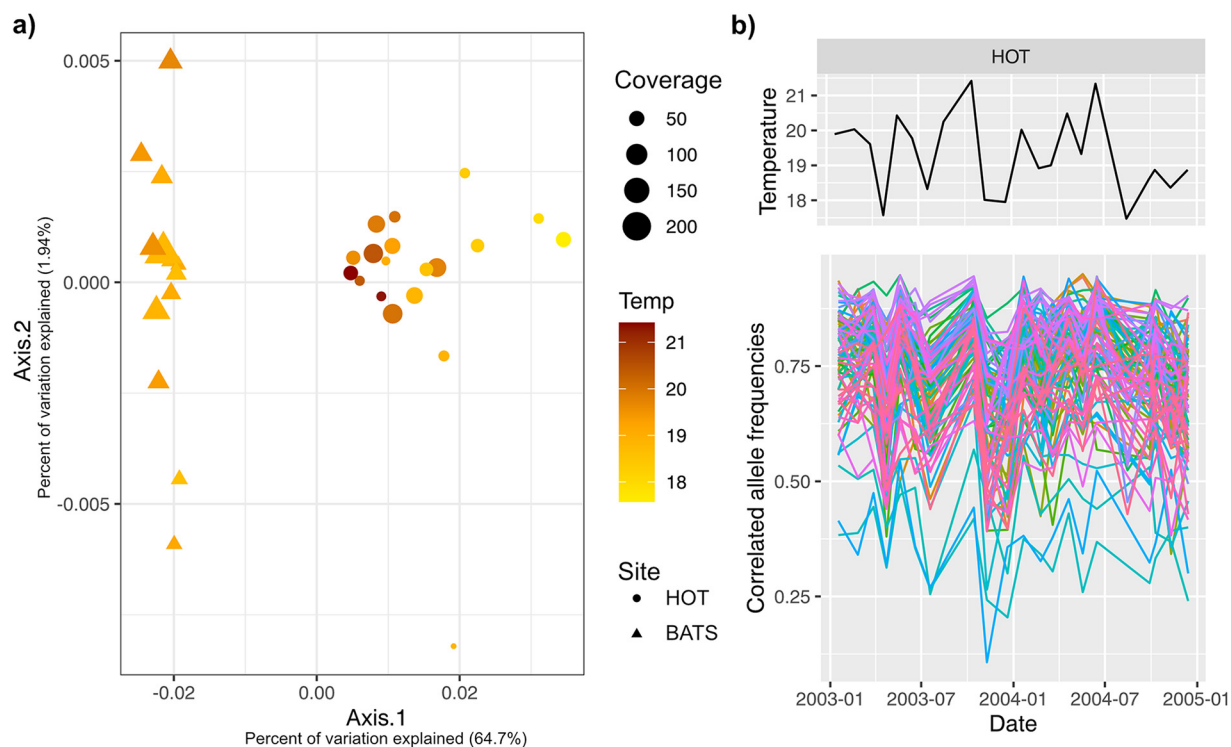 a)
0.005
0.000
-0.005
Axis.2
Percent of variation explained (1.94%)
-0.02
0.00
0.02
Axis.1
Percent of variation explained (64.7%)
Coverage
50
100
150
200
Temp
21
20
19
18
Site
HOT
BATS
b)
HOT
Temperature
21
20
19
18
Correlated allele frequencies
0.75
0.50
0.25
2003-01
2003-07
2004-01
2004-07
2005-01
Date